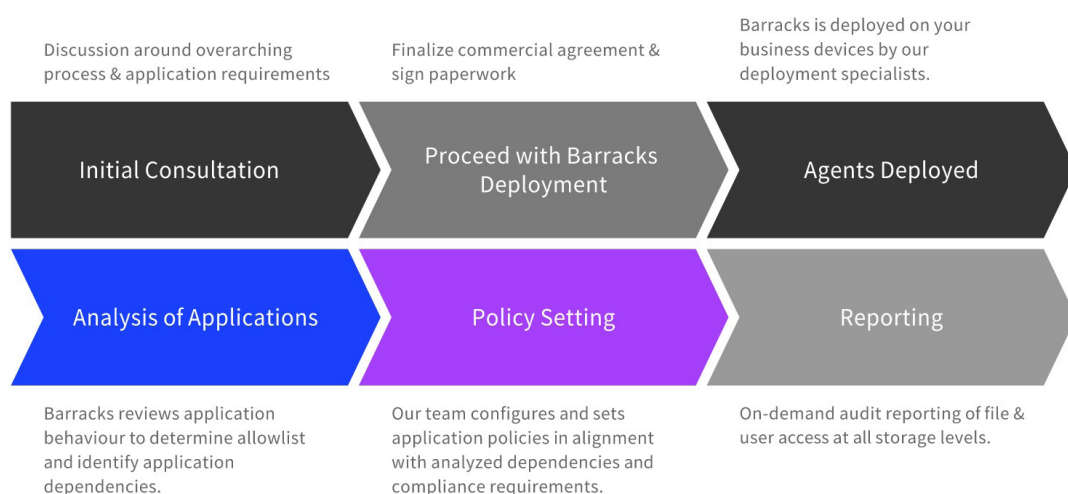 Discussion around overarching
process & application requirements
Finalize commercial agreement &
sign paperwork
Barracks is deployed on your
business devices by our
deployment specialists.
Initial Consultation
Proceed with Barracks
Deployment
Agents Deployed
Analysis of Applications
Policy Setting
Reporting
Barracks reviews application
behaviour to determine allowlist
and identify application
dependencies.
Our team configures and sets
application policies in alignment
with analyzed dependencies and
compliance requirements.
On-demand audit reporting of file &
user access at all storage levels.